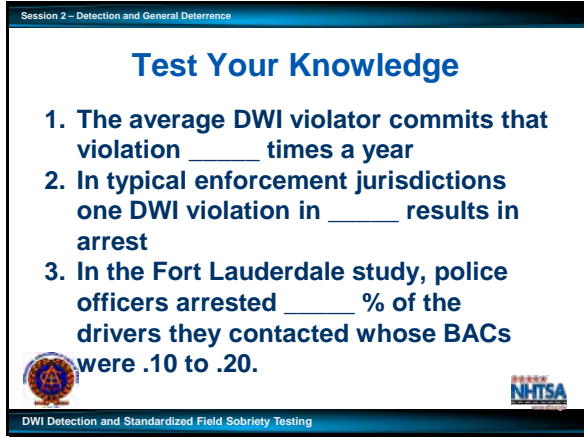 Session 2 – Detection and General Deterrence
Test Your Knowledge
1. The average DWI violator commits that
violation _____ times a year
2. In typical enforcement jurisdictions
one DWI violation in _____ results in
arrest
3. In the Fort Lauderdale study, police
officers arrested _____ % of the
drivers they contacted whose BACs
were .10 to .20.
NHTSA
DWI Detection and Standardized Field Sobriety Testing